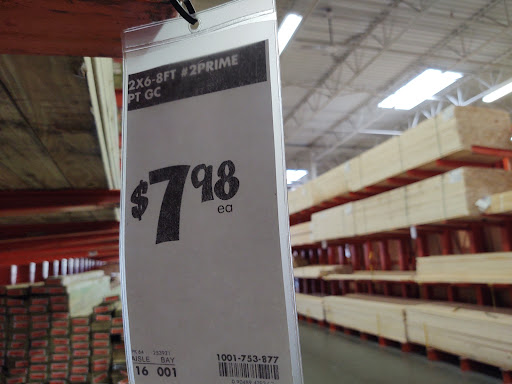 2X6-8FT #2PRIME
PT GC
$798
ea
AISLE BAY
16 001
1001-753-877